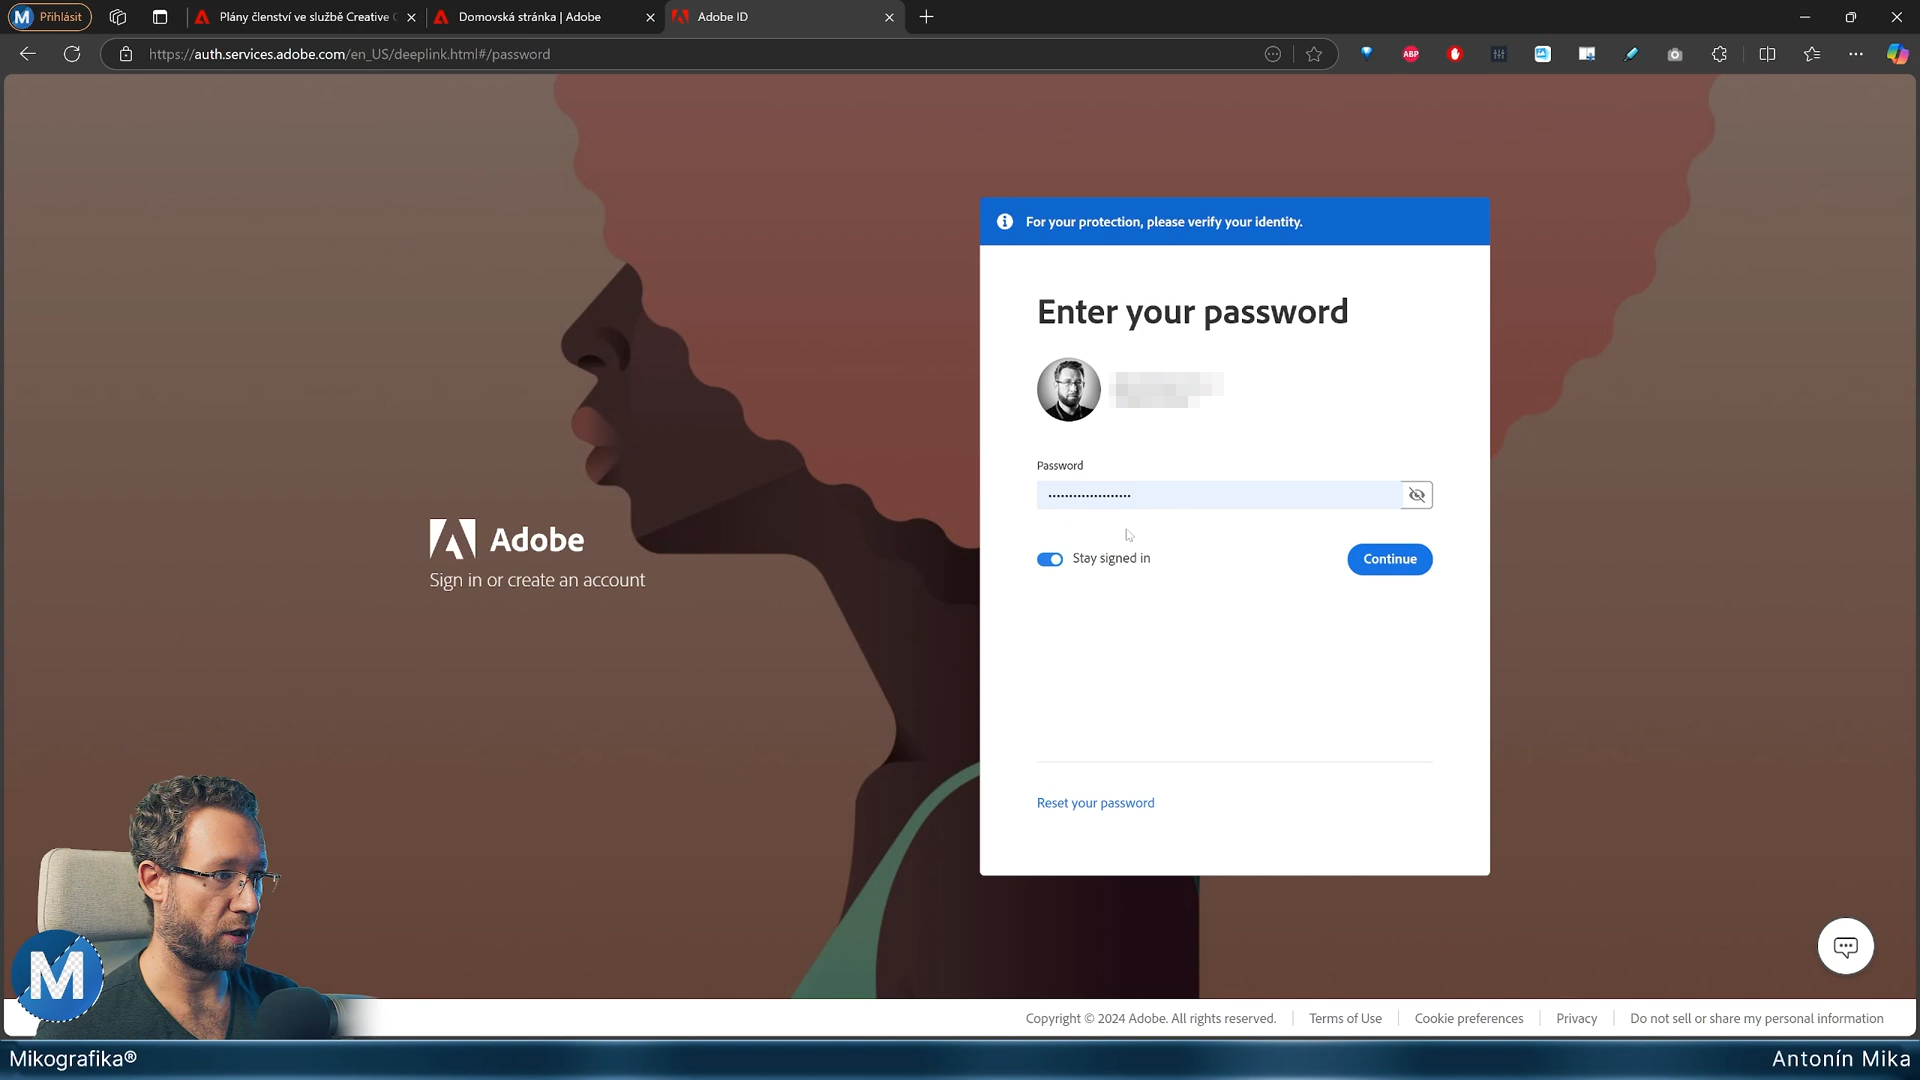 M Přihlásit
Plány členství ve službě Creative C
Domovská stránka | Adobe
Adobe ID
https://auth.services.adobe.com/en_US/deeplink.html#/password
ABP
For your protection, please verify your identity.
Enter your password
Password
Stay signed in
Continue
Adobe
Sign in or create an account
Reset your password
M
Copyright © 2024 Adobe. All rights reserved.
Terms of Use
Cookie preferences
Privacy
Do not sell or share my personal information
Mikografika®
Antonín Mika